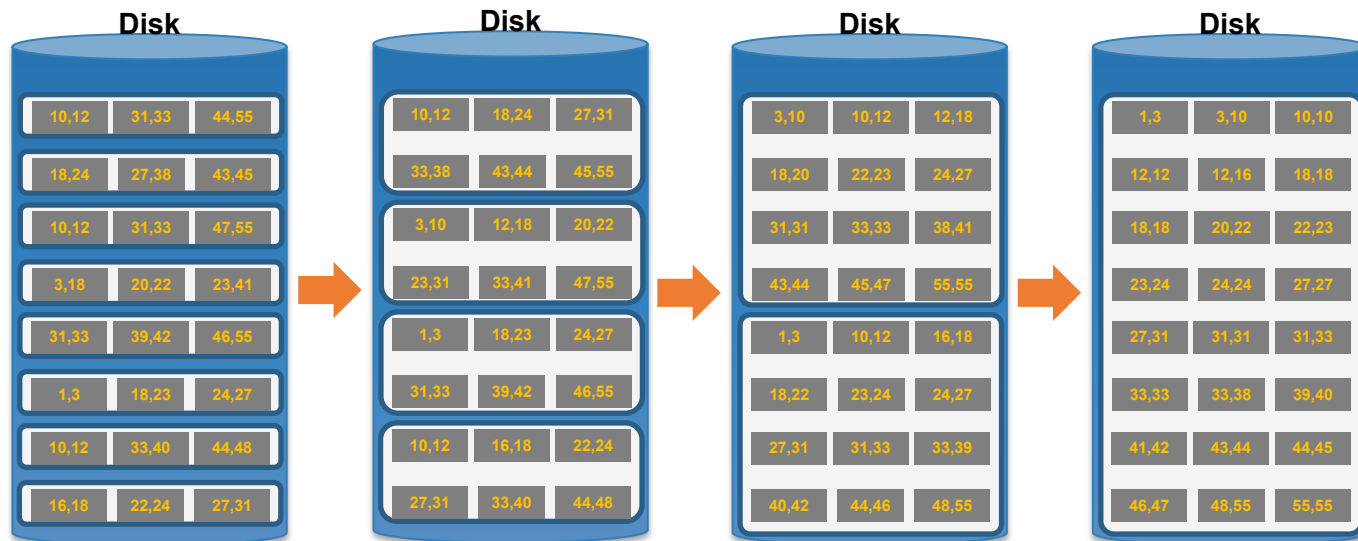 Disk
10,12 31,33 44,55
18,24 27,38 43,45
10,12 31,33 47,55
3,18 20,22 23,41
31,33 39,42 46,55
1,3 18,23 24,27
10,12 33,40 44,48
16,18 22,24 27,31
Disk
10,12 18,24 27,31
33,38 43,44 45,55
3,10 12,18 20,22
23,31 33,41 47,55
1,3 18,23 24,27
31,33 39,42 46,55
10,12 16,18 22,24
27,31 33,40 44,48
Disk
3,10 10,12 12,18
18,20 22,23 24,27
31,31 33,33 38,41
43,44 45,47 55,55
1,3 10,12 16,18
18,22 23,24 24,27
27,31 31,33 33,39
40,42 44,46 48,55
Disk
1,3 3,10 10,10
12,12 12,16 18,18
18,18 20,22 22,23
23,24 24,24 27,27
27,31 31,31 31,33
33,33 33,38 39,40
41,42 43,44 44,45
46,47 48,55 55,55